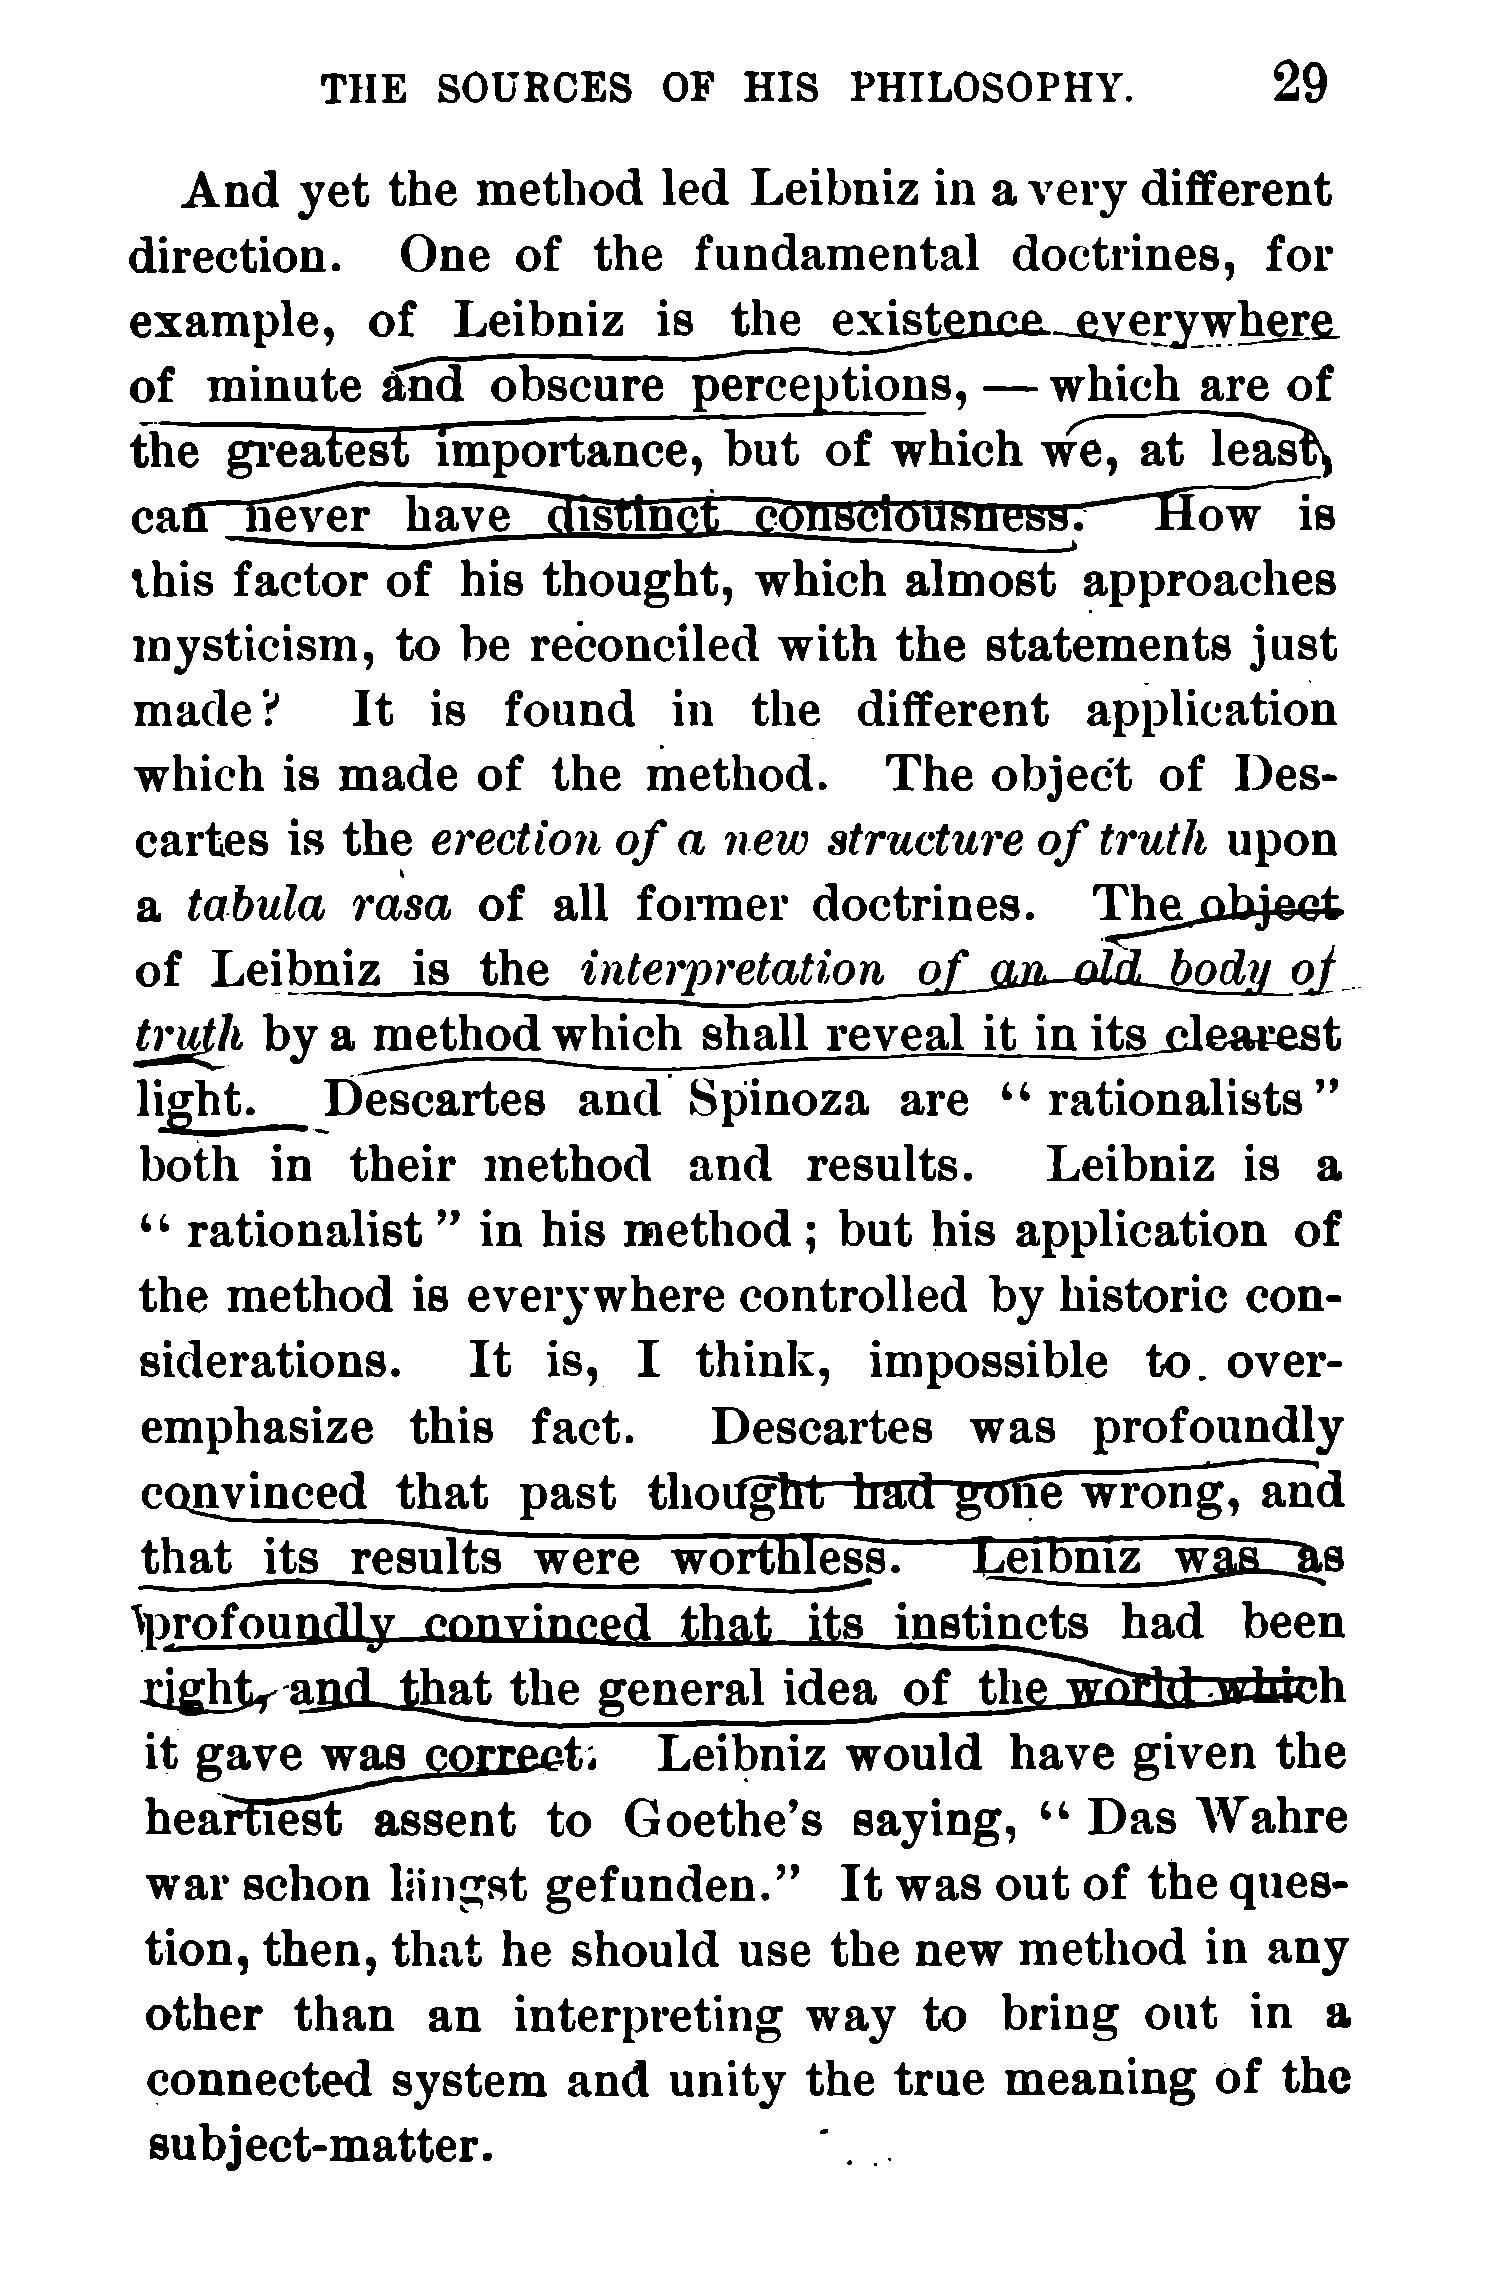 THE SOURCES OF HIS PHILOSOPHY. 29
And yet the method led Leibniz in a very different
direction. One of the fundamental doctrines, for
example, of Leibniz is the existence everywhere
of minute and obscure perceptions, — which are of
the greatest importance, but of which we, at least,
can never have distinct consciousness. How is
this factor of his thought, which almost approaches
mysticism, to be reconciled with the statements just
made? It is found in the different application
which is made of the method. The object of Des-
cartes is the erection of a new structure of truth upon
a tabula rasa of all former doctrines. The object
of Leibniz is the interpretation of an old body of
truth by a method which shall reveal it in its clearest
light. Descartes and Spinoza are “ rationalists ”
both in their method and results. Leibniz is a
“ rationalist ” in his method ; but his application of
the method is everywhere controlled by historic con-
siderations. It is, I think, impossible to over-
emphasize this fact. Descartes was profoundly
convinced that past thought had gone wrong, and
that its results were worthless. Leibniz was as
profoundly convinced that its instincts had been
right, and that the general idea of the world which
it gave was correct. Leibniz would have given the
heartiest assent to Goethe’s saying, “ Das Wahre
war schon längst gefunden.” It was out of the ques-
tion, then, that he should use the new method in any
other than an interpreting way to bring out in a
connected system and unity the true meaning of the
subject-matter.